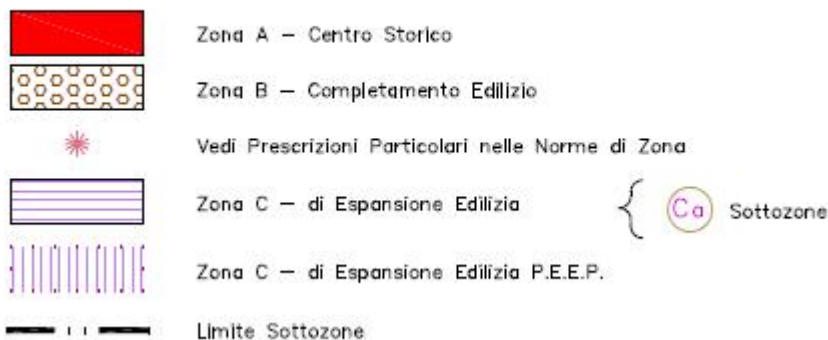 Zona A – Centro Storico
Zona B – Completamento Edilizio
Vedi Prescrizioni Particolari nelle Norme di Zona
Zona C – di Espansione Edilizia
Ca Sottozone
Zona C – di Espansione Edilizia P.E.E.P.
Limite Sottozone